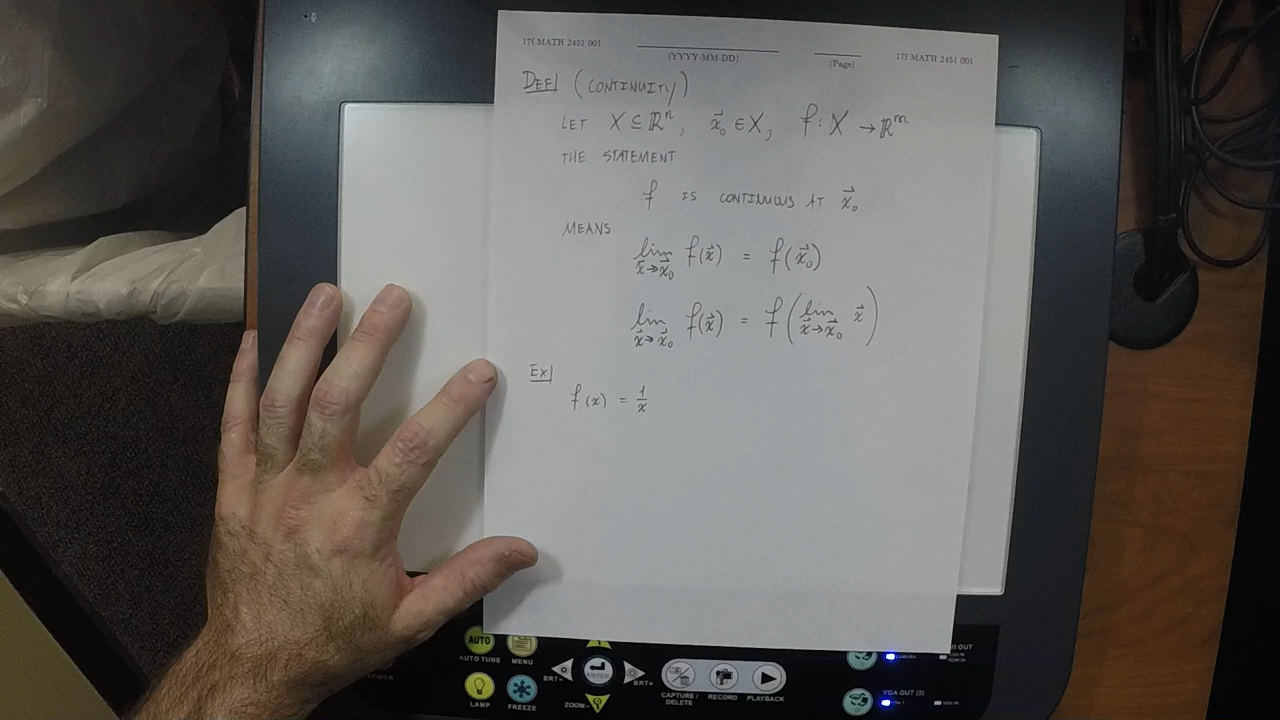 17f MATH 2451 001
(YYYY-MM-DD)
(Page)
17f MATH 2451 001
DEF (CONTINUITY)
LET X ⊆ ℝⁿ, x⃗₀ ∈ X, f : X → ℝᵐ
THE STATEMENT
f IS CONTINUOUS AT x⃗₀
MEANS
lim_{x⃗→x⃗₀} f(x⃗) = f(x⃗₀)
lim_{x⃗→x⃗₀} f(x⃗) = f(lim_{x⃗→x⃗₀} x⃗)
EX
f(x) = 1/x
AUTO
AUTO TUNE
MENU
LAMP
FREEZE
BRT-
ENTER
BRT+
ZOOM-
CAPTURE / DELETE
RECORD
PLAYBACK
CAMERA
VGA OUT (2)